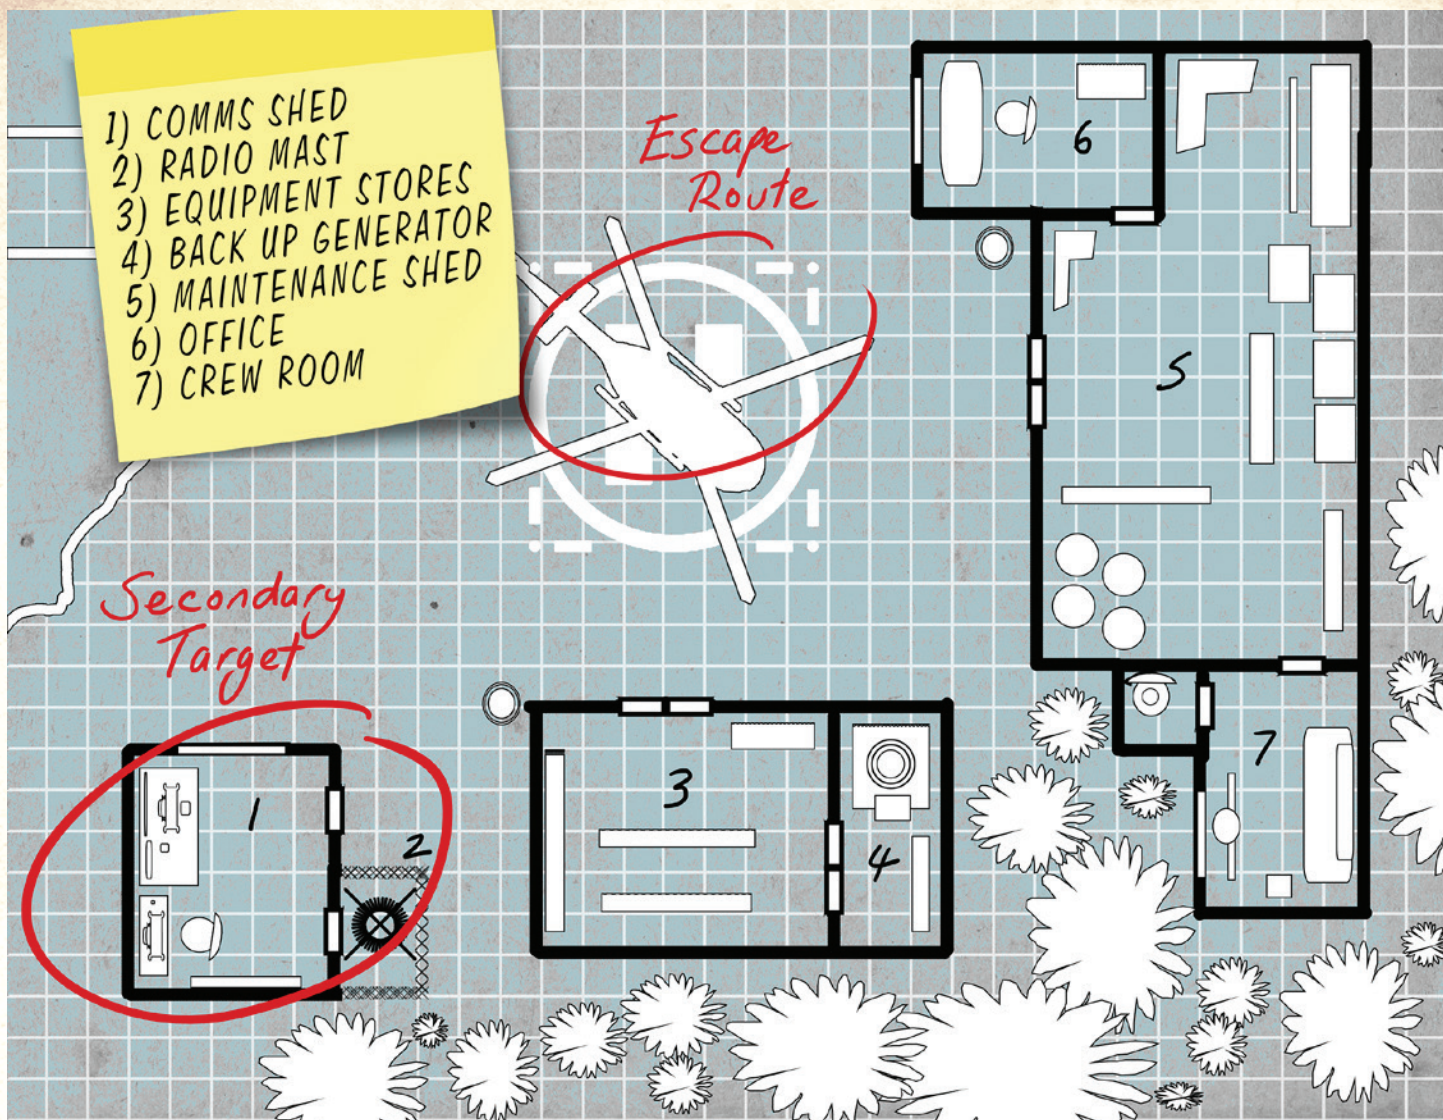 1) COMMS SHED
2) RADIO MAST
3) EQUIPMENT STORES
4) BACK UP GENERATOR
5) MAINTENANCE SHED
6) OFFICE
7) CREW ROOM
Escape
Route
6
5
Secondary
Target
1
2
3
4
7